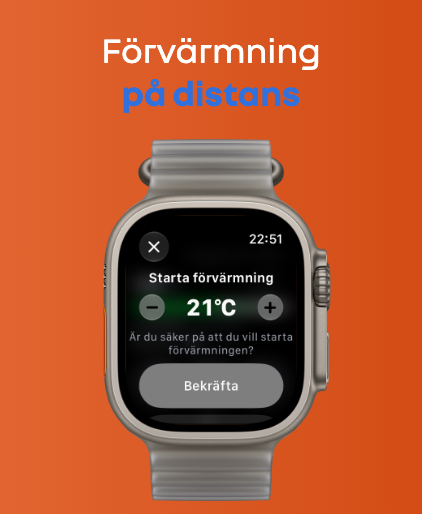 Förvärmning
på distans
22:51
Starta förvärmning
21°C
Är du säker på att du vill starta
förvärmningen?
Bekräfta